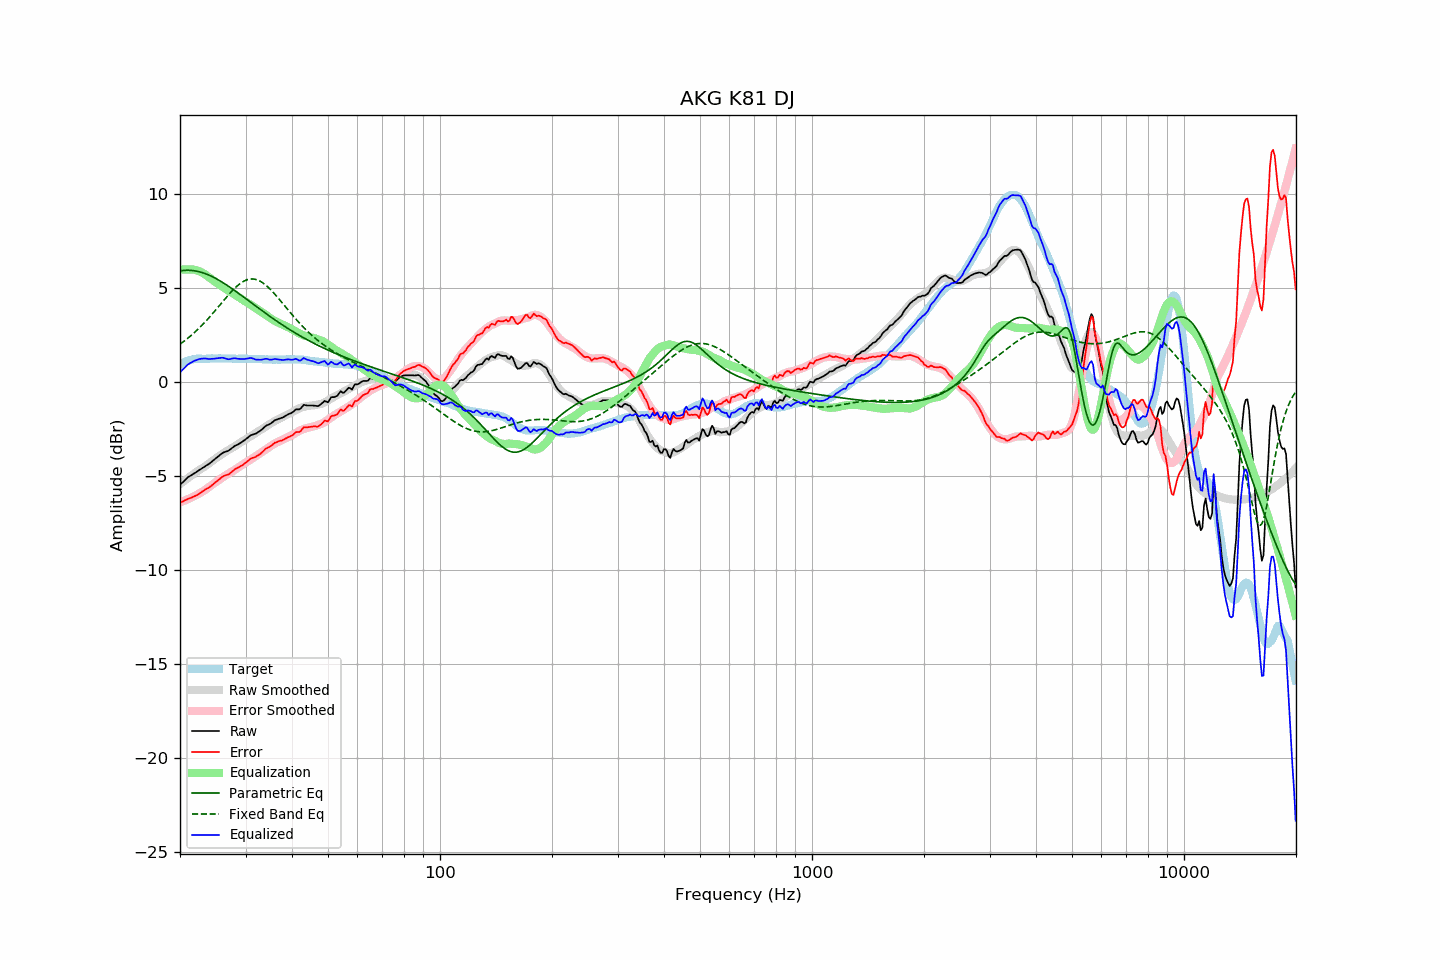 AKG K81 DJ
Amplitude (dBr)
10
5
0
−5
−10
−15
−20
−25
Target
Raw Smoothed
Error Smoothed
Raw
Error
Equalization
Parametric Eq
Fixed Band Eq
Equalized
100
1000
10000
Frequency (Hz)